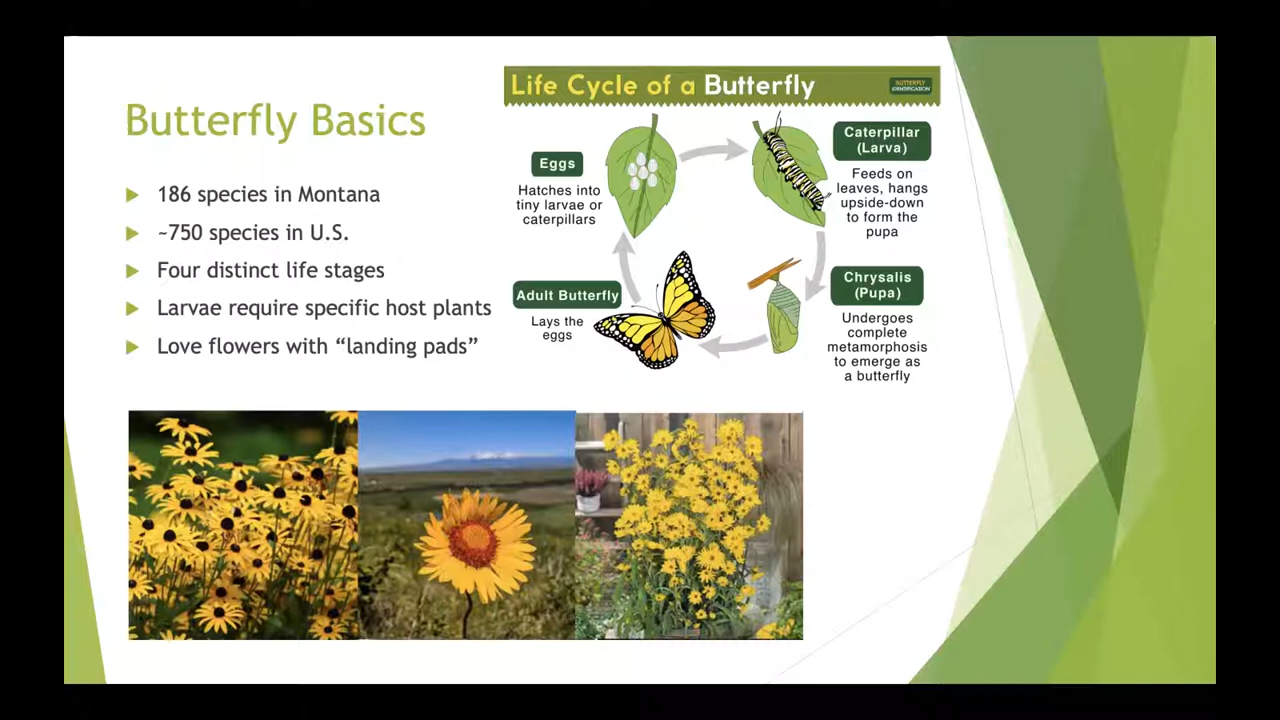 Butterfly Basics
186 species in Montana
~750 species in U.S.
Four distinct life stages
Larvae require specific host plants
Love flowers with “landing pads”
Life Cycle of a Butterfly
BUTTERFLY
IDENTIFICATION
Eggs
Hatches into
tiny larvae or
caterpillars
Caterpillar
(Larva)
Feeds on
leaves, hangs
upside-down
to form the
pupa
Chrysalis
(Pupa)
Undergoes
complete
metamorphosis
to emerge as
a butterfly
Adult Butterfly
Lays the
eggs